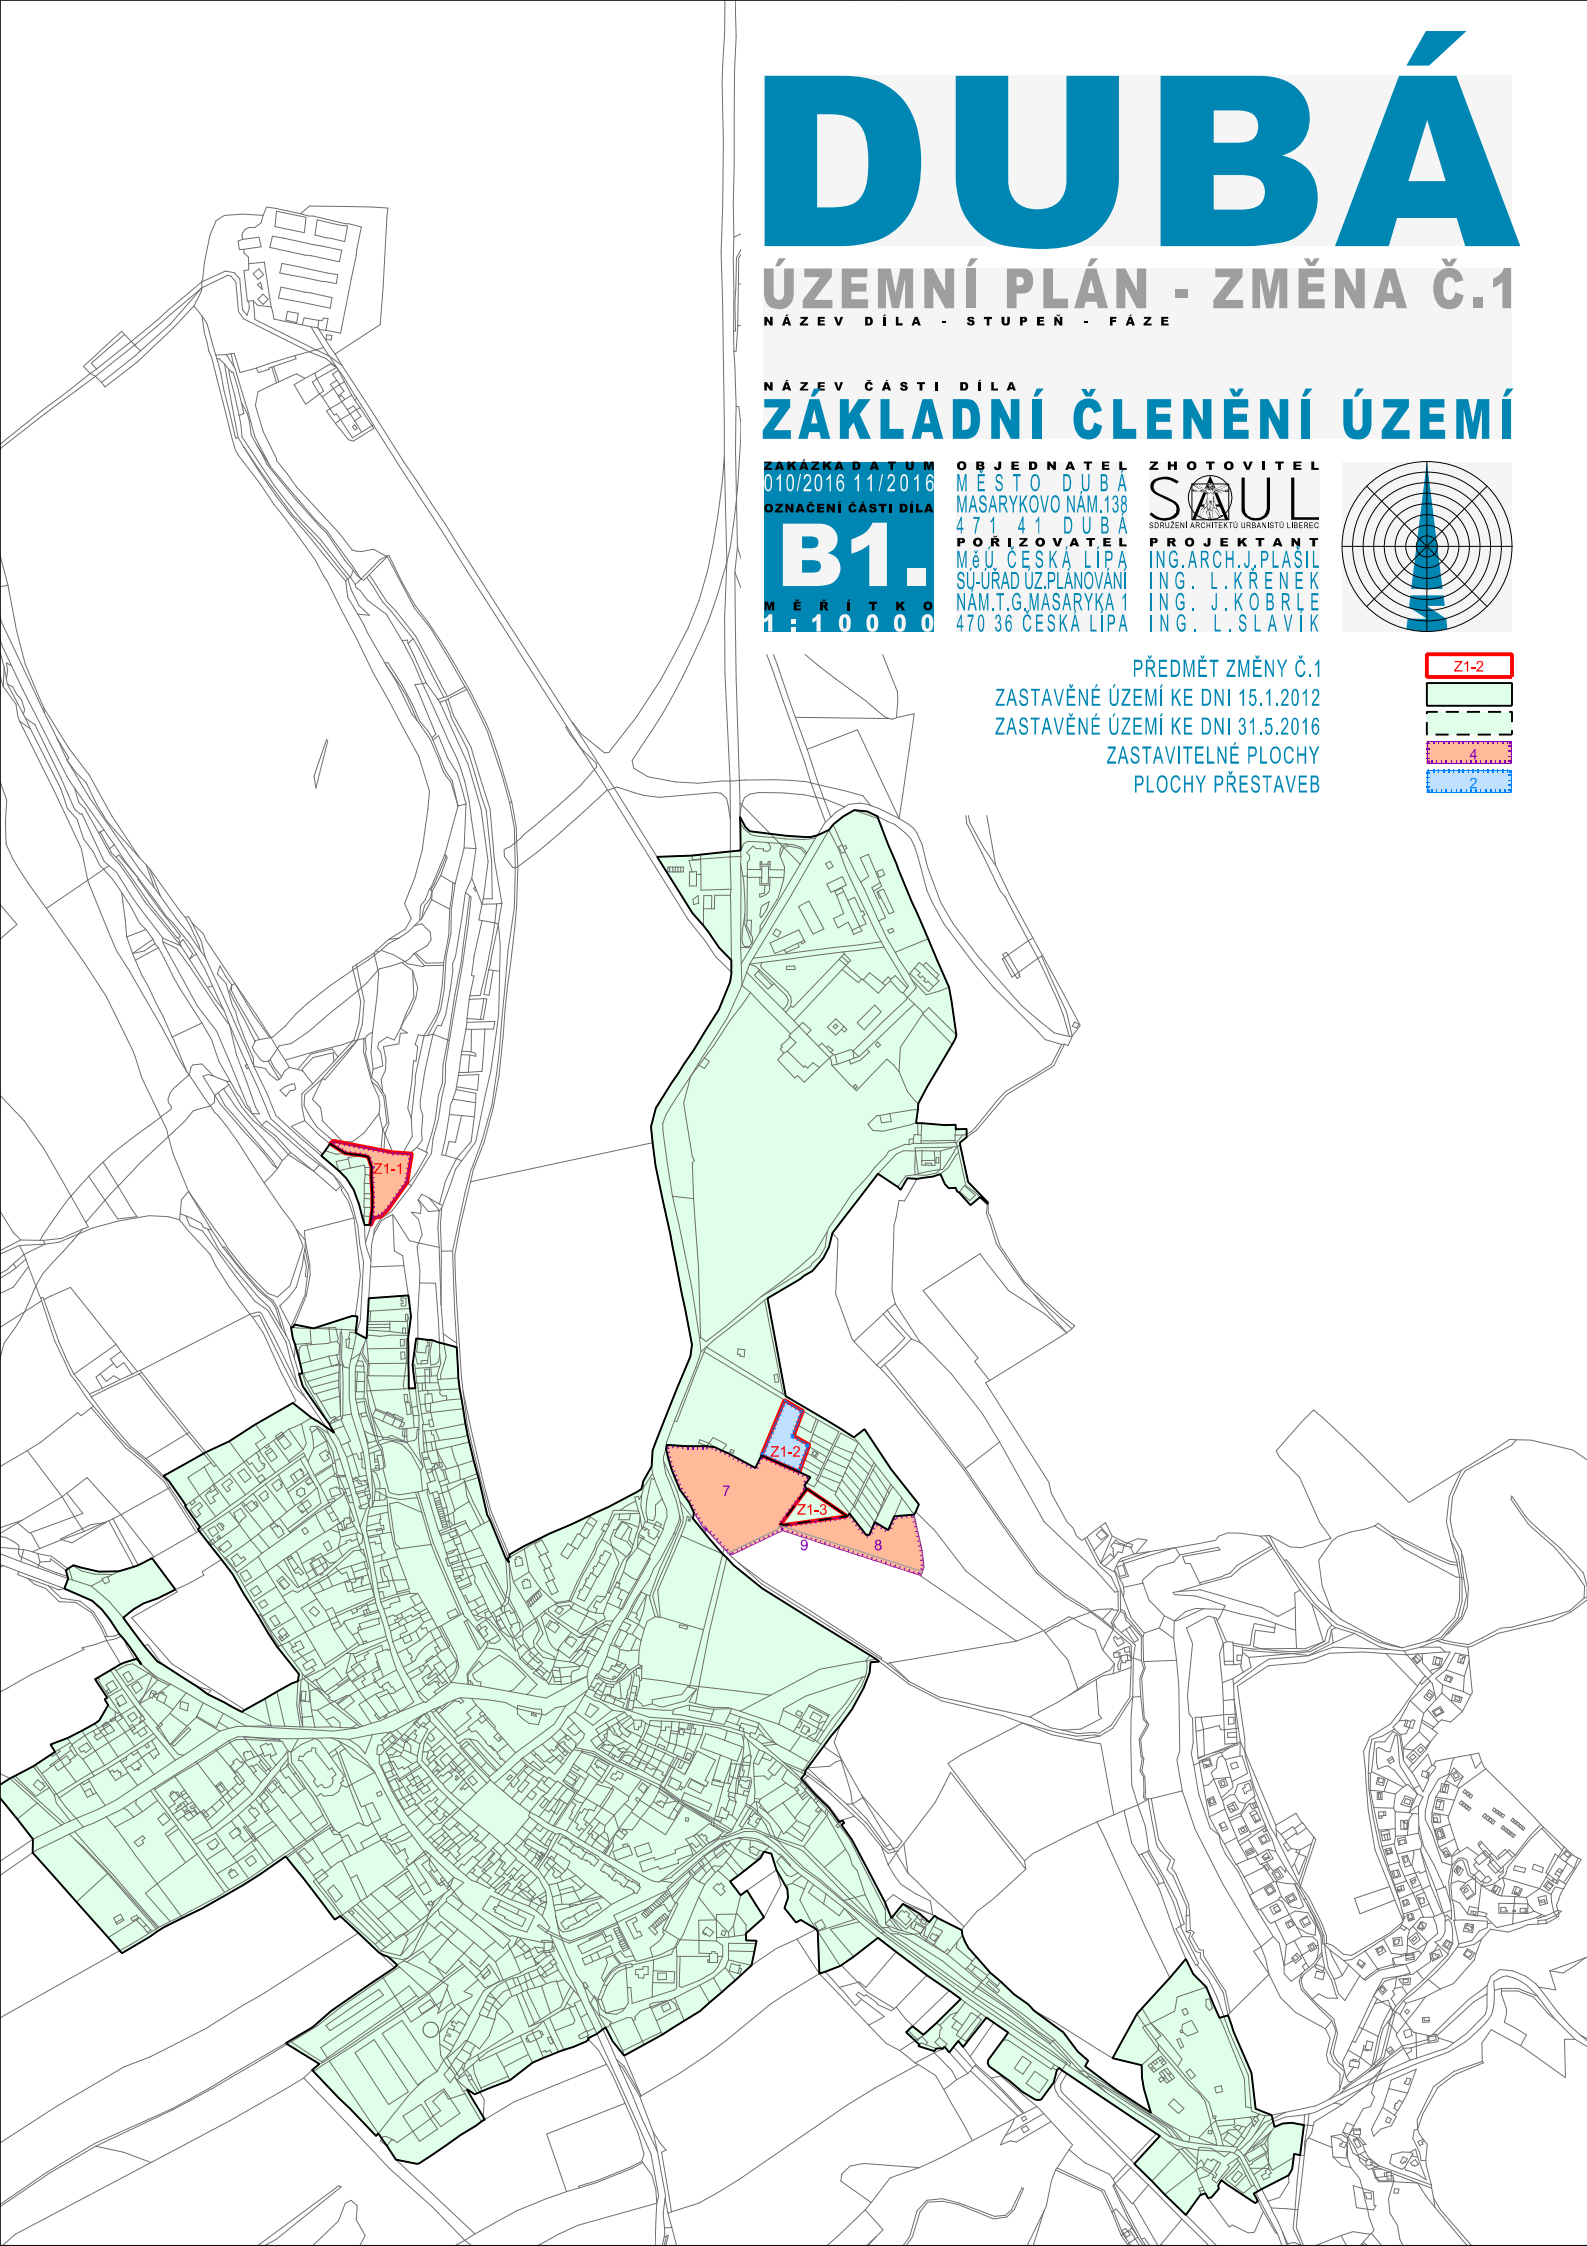 DUBÁ
ÚZEMNÍ PLÁN - ZMĚNA Č.1
NÁZEV DÍLA - STUPEŇ - FÁZE
NÁZEV ČÁSTI DÍLA
ZÁKLADNÍ ČLENĚNÍ ÚZEMÍ
ZAKÁZKA DATUM
010/2016 11/2016
OZNAČENÍ ČÁSTI DÍLA
B1.
MĚŘÍTKO
1:10000
OBJEDNATEL
MĚSTO DUBÁ
MASARYKOVO NÁM.138
471 41 DUBÁ
POŘIZOVATEL
MěÚ ČESKÁ LÍPA
SÚ-ÚŘAD ÚZ.PLÁNOVÁNÍ
NÁM.T.G.MASARYKA 1
470 36 ČESKÁ LÍPA
ZHOTOVITEL
SAUL
SDRUŽENÍ ARCHITEKTŮ URBANISTŮ LIBEREC
PROJEKTANT
ING.ARCH.J.PLAŠIL
ING. L.KŘENEK
ING. J.KOBRLE
ING. L.SLAVÍK
PŘEDMĚT ZMĚNY Č.1 Z1-2
ZASTAVĚNÉ ÚZEMÍ KE DNI 15.1.2012
ZASTAVĚNÉ ÚZEMÍ KE DNI 31.5.2016
ZASTAVITELNÉ PLOCHY 4
PLOCHY PŘESTAVEB 2
Z1-1
Z1-2
7
Z1-3
9
8